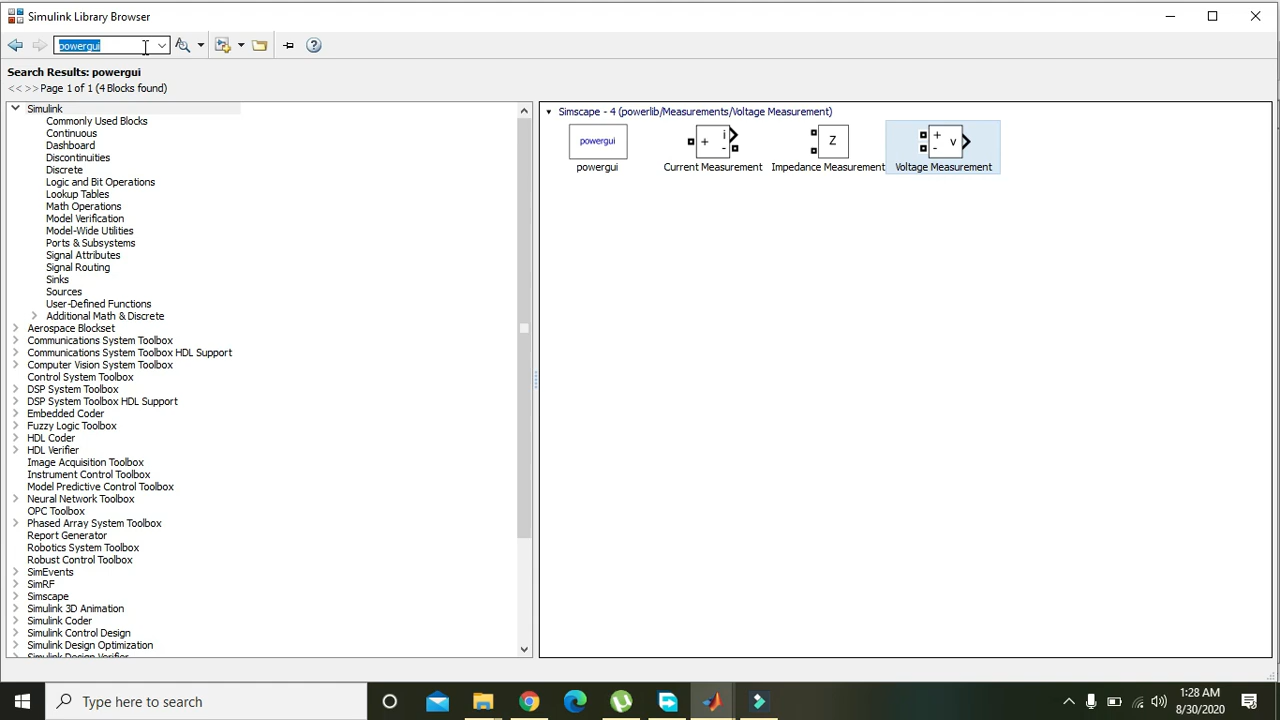 Simulink Library Browser
powergui
Search Results: powergui
<< >> Page 1 of 1 (4 Blocks found)
Simulink
Commonly Used Blocks
Continuous
Dashboard
Discontinuities
Discrete
Logic and Bit Operations
Lookup Tables
Math Operations
Model Verification
Model-Wide Utilities
Ports & Subsystems
Signal Attributes
Signal Routing
Sinks
Sources
User-Defined Functions
Additional Math & Discrete
Aerospace Blockset
Communications System Toolbox
Communications System Toolbox HDL Support
Computer Vision System Toolbox
Control System Toolbox
DSP System Toolbox
DSP System Toolbox HDL Support
Embedded Coder
Fuzzy Logic Toolbox
HDL Coder
HDL Verifier
Image Acquisition Toolbox
Instrument Control Toolbox
Model Predictive Control Toolbox
Neural Network Toolbox
OPC Toolbox
Phased Array System Toolbox
Report Generator
Robotics System Toolbox
Robust Control Toolbox
SimEvents
SimRF
Simscape
Simulink 3D Animation
Simulink Coder
Simulink Control Design
Simulink Design Optimization
Simulink Design Verifier
Simscape - 4 (powerlib/Measurements/Voltage Measurement)
powergui
powergui
+ i -
Current Measurement
Z
Impedance Measurement
+ - v
Voltage Measurement
Type here to search
1:28 AM
8/30/2020